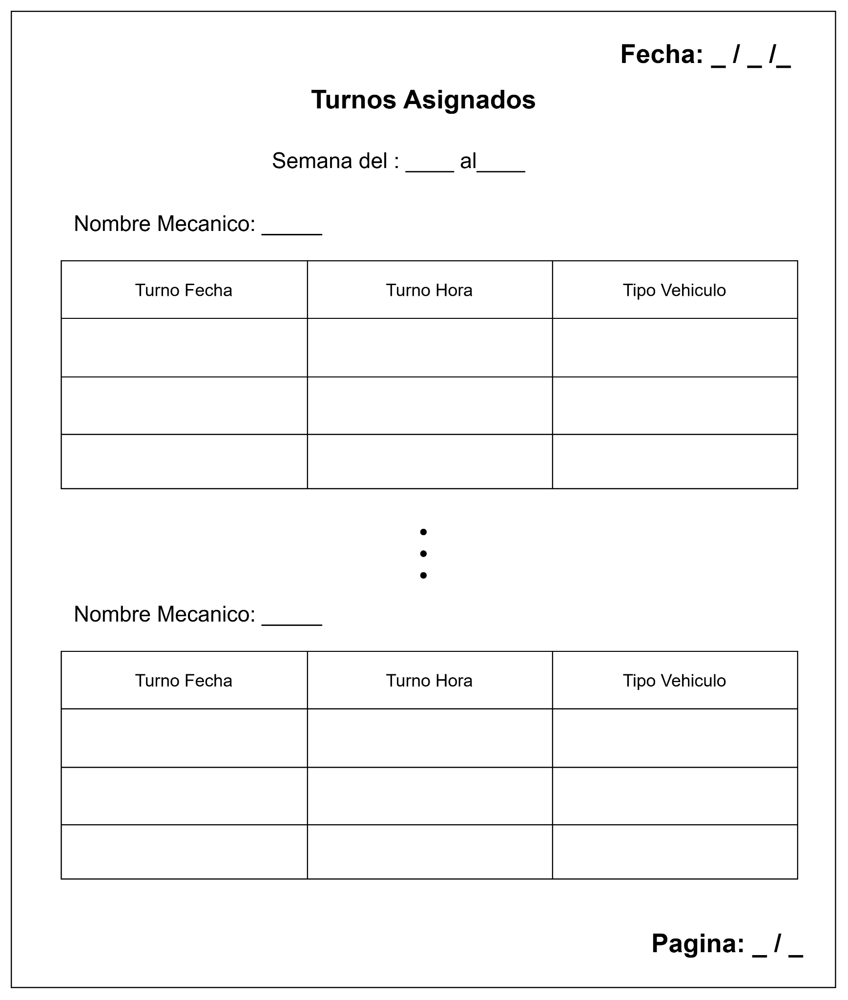 Fecha: _ / _ /_
Turnos Asignados
Semana del : ____ al____
Nombre Mecanico: _____
Turno Fecha Turno Hora Tipo Vehiculo
Nombre Mecanico: _____
Turno Fecha Turno Hora Tipo Vehiculo
Pagina: _ / _